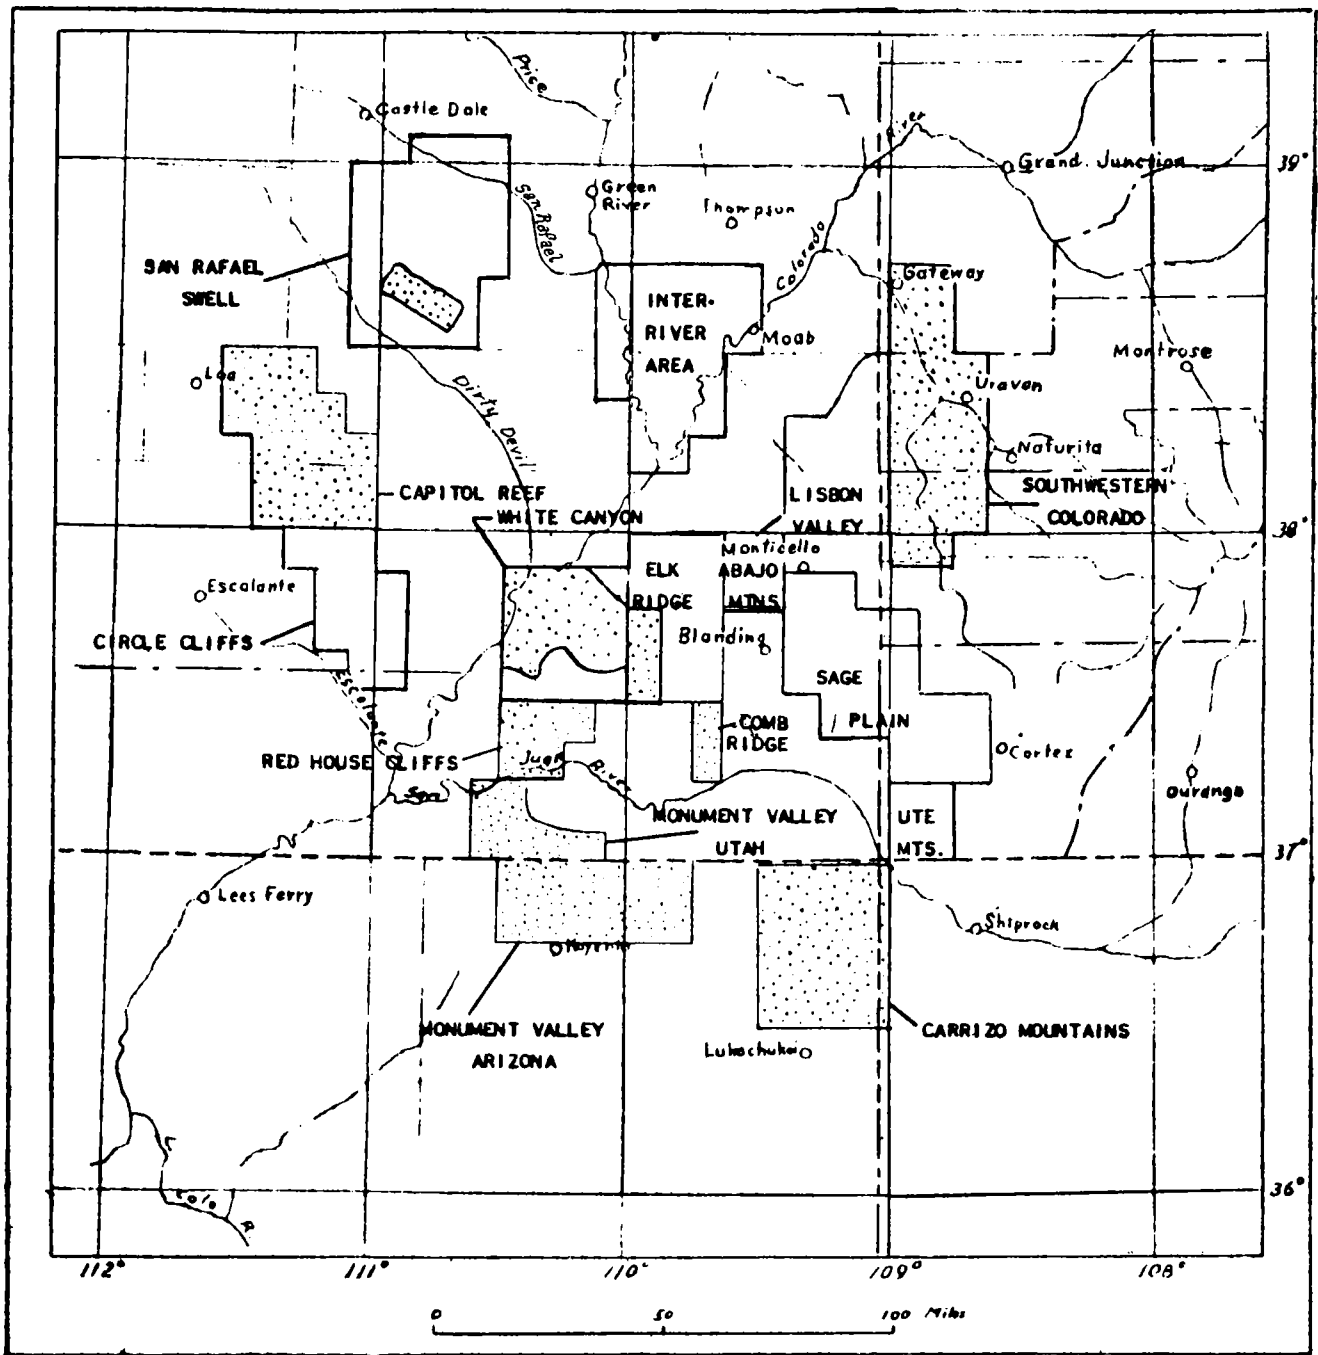 Price
River
Castle Dale
39°
Grand Junction
San Rafael
Green
River
Thompson
Colorado
SAN RAFAEL
SWELL
Gateway
INTER-
RIVER
AREA
Moab
Montrose
Loa
Dirty Devil
Uravan
Naturita
CAPITOL REEF
WHITE CANYON
LISBON
VALLEY
SOUTHWESTERN
COLORADO
38°
Monticello
ELK
RIDGE
ABAJO
MTNS.
Escalante
CIRCLE CLIFFS
Blanding
SAGE
PLAIN
Escalante
COMB
RIDGE
Cortez
RED HOUSE CLIFFS
San Juan River
Durango
MONUMENT VALLEY
UTAH
UTE
MTS.
37°
Lees Ferry
Shiprock
MONUMENT VALLEY
ARIZONA
CARRIZO MOUNTAINS
Lukachukai
L. Colo R
36°
112°
111°
110°
109°
108°
0 50 100 Miles